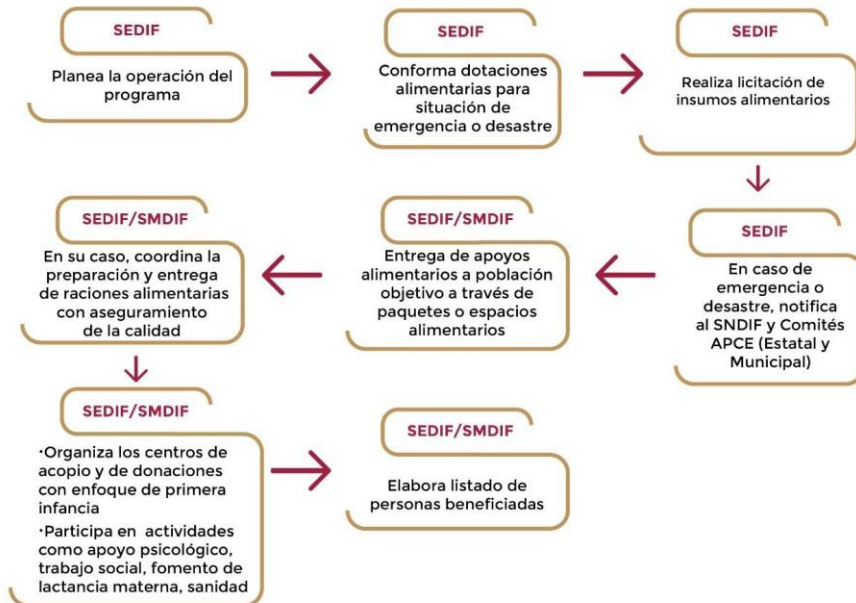 SEDIF
Planea la operación del
programa
SEDIF
Conforma dotaciones
alimentarias para
situación de
emergencia o desastre
SEDIF
Realiza licitación de
insumos alimentarios
SEDIF
En caso de
emergencia o
desastre, notifica
al SNDIF y Comités
APCE (Estatal y
Municipal)
SEDIF/SMDIF
Entrega de apoyos
alimentarios a población
objetivo a través de
paquetes o espacios
alimentarios
SEDIF/SMDIF
En su caso, coordina la
preparación y entrega
de raciones alimentarias
con aseguramiento
de la calidad
SEDIF/SMDIF
·Organiza los centros de
acopio y de donaciones
con enfoque de primera
infancia
·Participa en actividades
como apoyo psicológico,
trabajo social, fomento de
lactancia materna, sanidad
SEDIF/SMDIF
Elabora listado de
personas beneficiadas